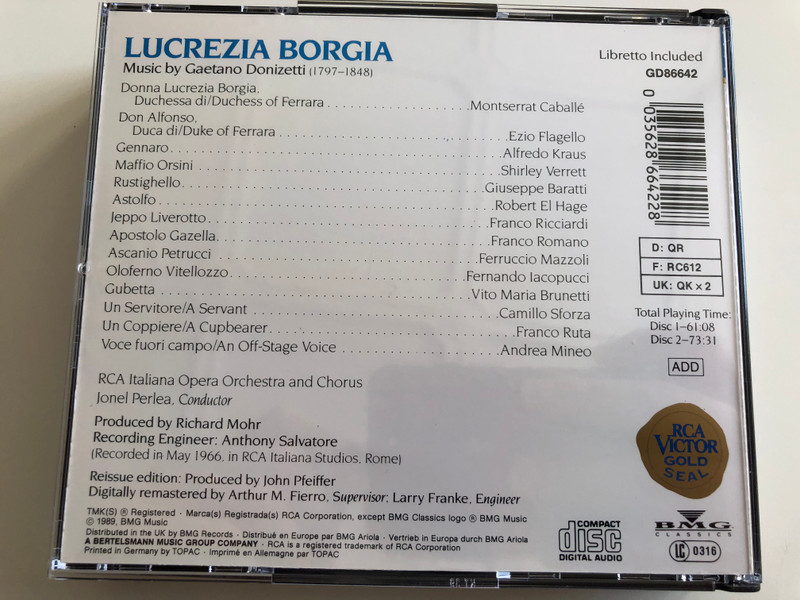 LUCREZIA BORGIA
Music by Gaetano Donizetti (1797–1848)
Libretto Included
GD86642
Donna Lucrezia Borgia,
Duchessa di/Duchess of Ferrara . . . . . . . . . . . . . . . . . . . .Montserrat Caballé
Don Alfonso,
Duca di/Duke of Ferrara . . . . . . . . . . . . . . . . . . . . . . . . . . . . . . .Ezio Flagello
Gennaro. . . . . . . . . . . . . . . . . . . . . . . . . . . . . . . . . . . . . . . . . . . . . . .Alfredo Kraus
Maffio Orsini . . . . . . . . . . . . . . . . . . . . . . . . . . . . . . . . . . . . . . . . . .Shirley Verrett
Rustighello. . . . . . . . . . . . . . . . . . . . . . . . . . . . . . . . . . . . . . . . . .Giuseppe Baratti
Astolfo. . . . . . . . . . . . . . . . . . . . . . . . . . . . . . . . . . . . . . . . . . . . . .Robert El Hage
Jeppo Liverotto. . . . . . . . . . . . . . . . . . . . . . . . . . . . . . . . . . . . . .Franco Ricciardi
Apostolo Gazella. . . . . . . . . . . . . . . . . . . . . . . . . . . . . . . . . . . . .Franco Romano
Ascanio Petrucci . . . . . . . . . . . . . . . . . . . . . . . . . . . . . . . . . . .Ferruccio Mazzoli
Oloferno Vitellozzo. . . . . . . . . . . . . . . . . . . . . . . . . . . . . .Fernando Iacopucci
Gubetta . . . . . . . . . . . . . . . . . . . . . . . . . . . . . . . . . . . . . . . . .Vito Maria Brunetti
Un Servitore/A Servant . . . . . . . . . . . . . . . . . . . . . . . . . . . . . . . .Camillo Sforza
Un Coppiere/A Cupbearer. . . . . . . . . . . . . . . . . . . . . . . . . . . . . . . .Franco Ruta
Voce fuori campo/An Off-Stage Voice . . . . . . . . . . . . . . . . . . . .Andrea Mineo
0 035628 664228
D: QR
F: RC612
UK: QK × 2
Total Playing Time:
Disc 1–61:08
Disc 2–73:31
ADD
RCA Italiana Opera Orchestra and Chorus
Jonel Perlea, Conductor
Produced by Richard Mohr
Recording Engineer: Anthony Salvatore
(Recorded in May 1966, in RCA Italiana Studios, Rome)
Reissue edition: Produced by John Pfeiffer
Digitally remastered by Arthur M. Fierro, Supervisor; Larry Franke, Engineer
RCA
VICTOR
GOLD
SEAL
TMK(S) ® Registered · Marca(s) Registrada(s) RCA Corporation, except BMG Classics logo ® BMG Music
© 1989, BMG Music
Distributed in the UK by BMG Records · Distribué en Europe par BMG Ariola · Vertrieb in Europa durch BMG Ariola
A BERTELSMANN MUSIC GROUP COMPANY · RCA is a registered trademark of RCA Corporation
Printed in Germany by TOPAC · Imprimé en Allemagne par TOPAC
COMPACT
disc
DIGITAL AUDIO
BMG
CLASSICS
LC 0316